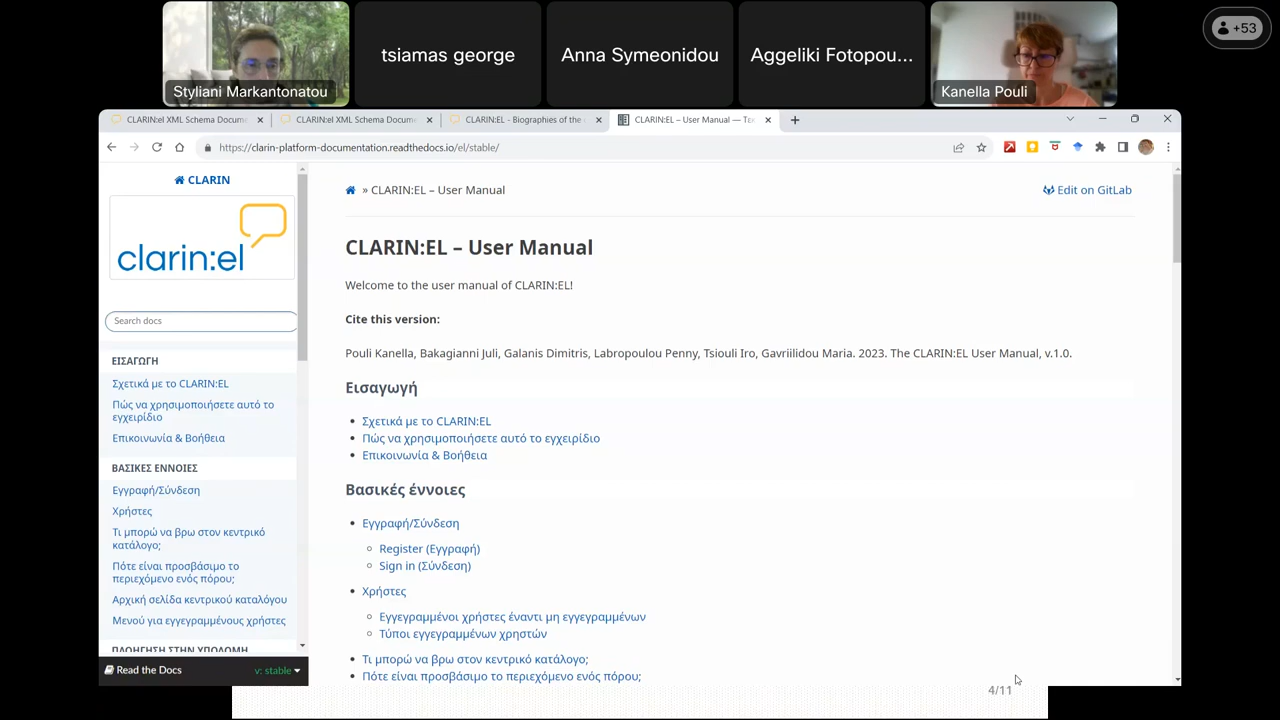 +53
tsiamas george
Anna Symeonidou
Aggeliki Fotopou...
Styliani Markantonatou
Kanella Pouli
CLARIN:el XML Schema Docume
CLARIN:el XML Schema Docume
CLARIN:EL - Biographies of the
CLARIN:EL – User Manual — Τεκ
https://clarin-platform-documentation.readthedocs.io/el/stable/
CLARIN
» CLARIN:EL – User Manual
Edit on GitLab
clarin:el
CLARIN:EL – User Manual
Welcome to the user manual of CLARIN:EL!
Search docs
Cite this version:
Pouli Kanella, Bakagianni Juli, Galanis Dimitris, Labropoulou Penny, Tsiouli Iro, Gavriilidou Maria. 2023. The CLARIN:EL User Manual, v.1.0.
ΕΙΣΑΓΩΓΗ
Σχετικά με το CLARIN:EL
Πώς να χρησιμοποιήσετε αυτό το
εγχειρίδιο
Επικοινωνία & Βοήθεια
ΒΑΣΙΚΕΣ ΕΝΝΟΙΕΣ
Εγγραφή/Σύνδεση
Χρήστες
Τι μπορώ να βρω στον κεντρικό
κατάλογο;
Πότε είναι προσβάσιμο το
περιεχόμενο ενός πόρου;
Αρχική σελίδα κεντρικού καταλόγου
Μενού για εγγεγραμμένους χρήστες
ΠΛΟΗΓΗΣΗ ΣΤΗΝ ΥΠΟΔΟΜΗ
Read the Docs
v: stable
Εισαγωγή
Σχετικά με το CLARIN:EL
Πώς να χρησιμοποιήσετε αυτό το εγχειρίδιο
Επικοινωνία & Βοήθεια
Βασικές έννοιες
Εγγραφή/Σύνδεση
Register (Εγγραφή)
Sign in (Σύνδεση)
Χρήστες
Εγγεγραμμένοι χρήστες έναντι μη εγγεγραμμένων
Τύποι εγγεγραμμένων χρηστών
Τι μπορώ να βρω στον κεντρικό κατάλογο;
Πότε είναι προσβάσιμο το περιεχόμενο ενός πόρου;
4/11